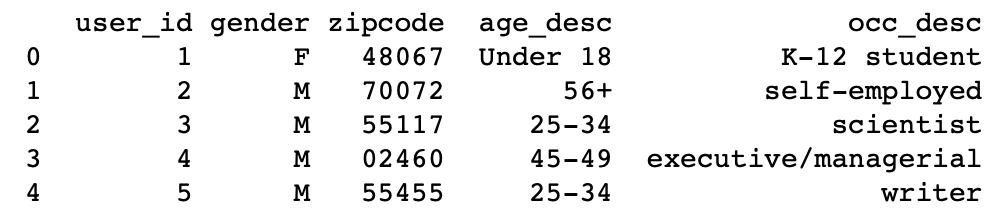 user_id gender zipcode age_desc occ_desc
0 1 F 48067 Under 18 K-12 student
1 2 M 70072 56+ self-employed
2 3 M 55117 25-34 scientist
3 4 M 02460 45-49 executive/managerial
4 5 M 55455 25-34 writer